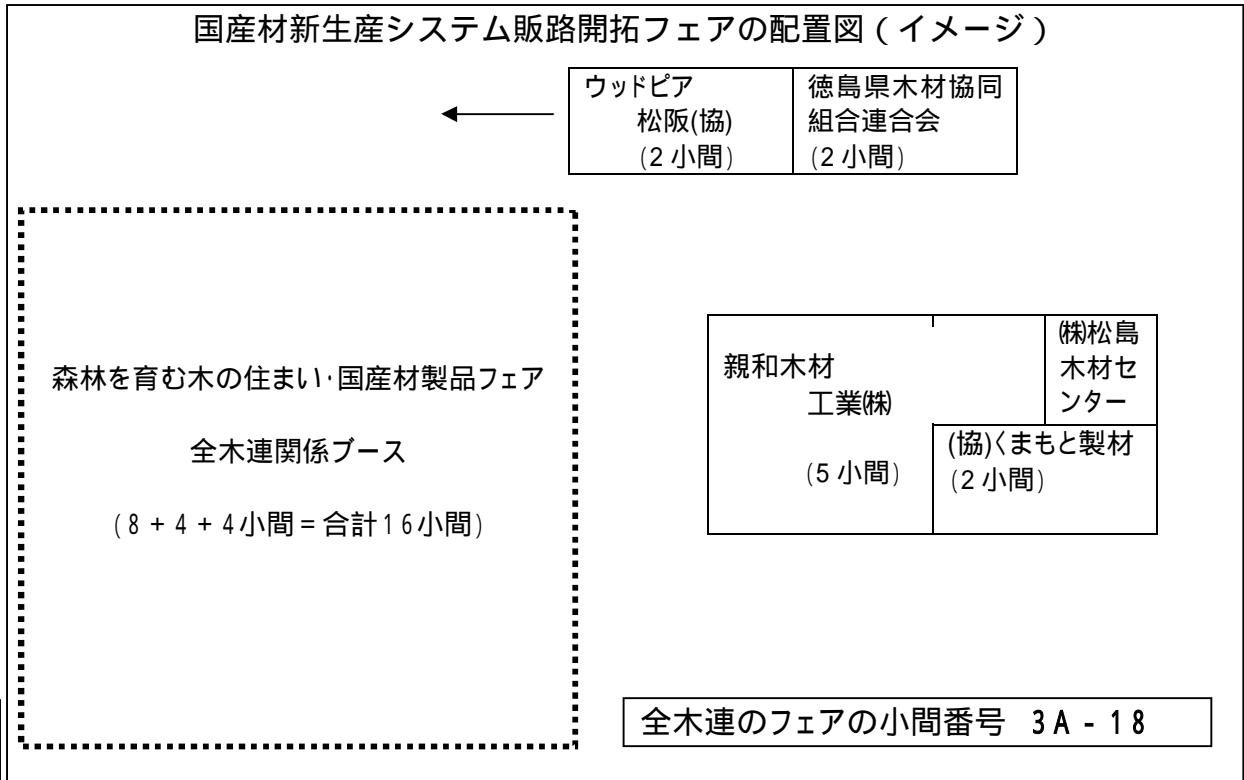 国産材新生産システム販路開拓フェアの配置図(イメージ)
ウッドピア
松阪(協)
(2小間)
徳島県木材協同
組合連合会
(2小間)
森林を育む木の住まい・国産材製品フェア
全木連関係ブース
(8+4+4小間=合計16小間)
親和木材
工業㈱
(5小間)
㈱松島
木材セ
ンター
(協)くまもと製材
(2小間)
全木連のフェアの小間番号 3A-18